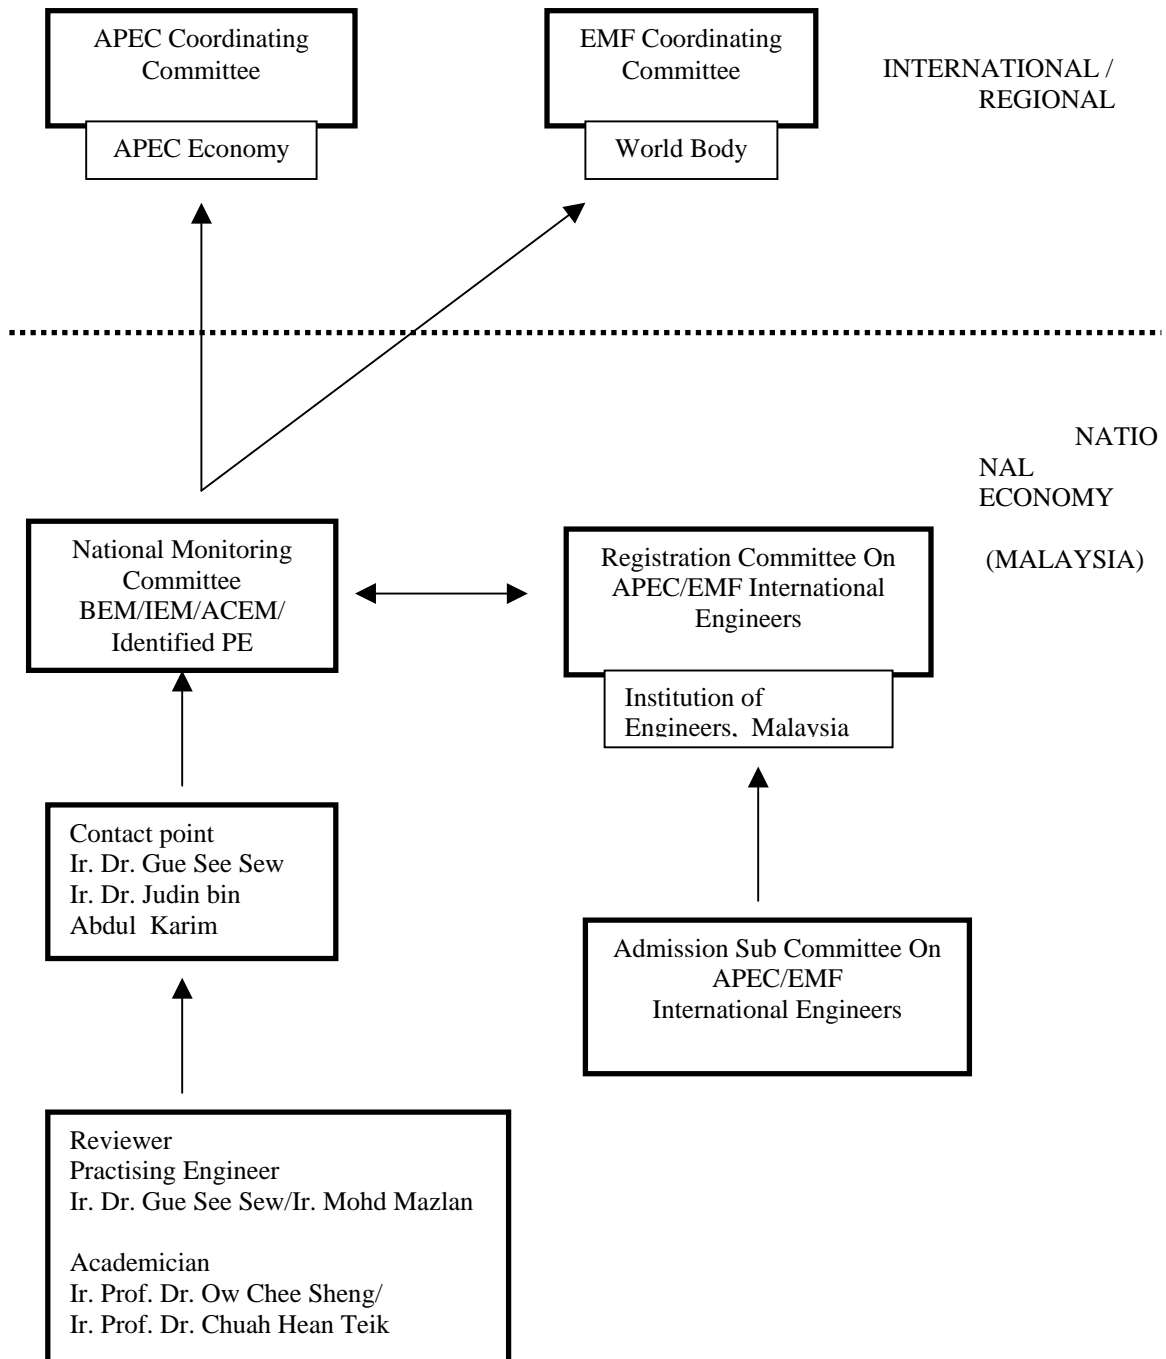 APEC Coordinating
Committee
APEC Economy
EMF Coordinating
Committee
World Body
INTERNATIONAL /
REGIONAL
NATIO
NAL
ECONOMY
(MALAYSIA)
National Monitoring
Committee
BEM/IEM/ACEM/
Identified PE
Registration Committee On
APEC/EMF International
Engineers
Institution of
Engineers, Malaysia
Contact point
Ir. Dr. Gue See Sew
Ir. Dr. Judin bin
Abdul Karim
Admission Sub Committee On
APEC/EMF
International Engineers
Reviewer
Practising Engineer
Ir. Dr. Gue See Sew/Ir. Mohd Mazlan
Academician
Ir. Prof. Dr. Ow Chee Sheng/
Ir. Prof. Dr. Chuah Hean Teik